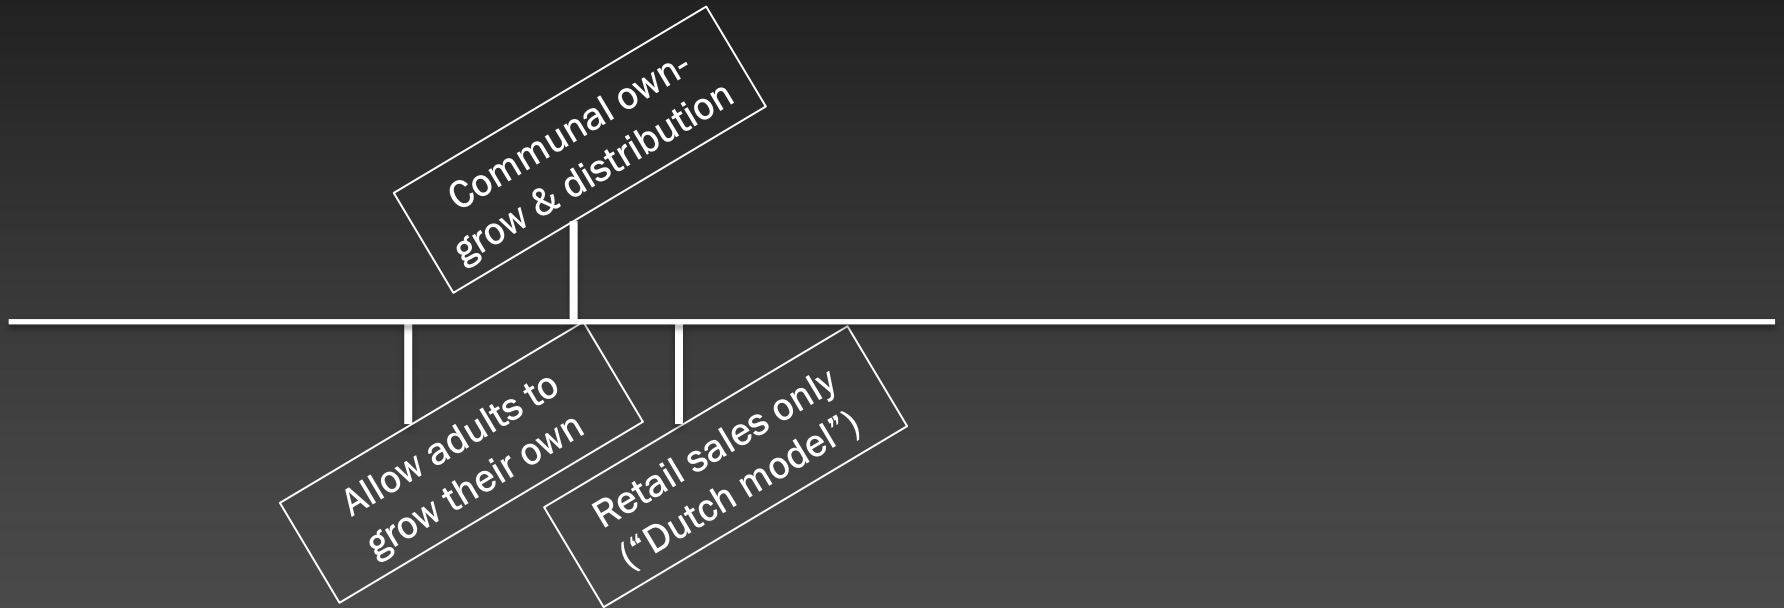 Communal own-
grow & distribution
Allow adults to
grow their own
Retail sales only
(“Dutch model”)